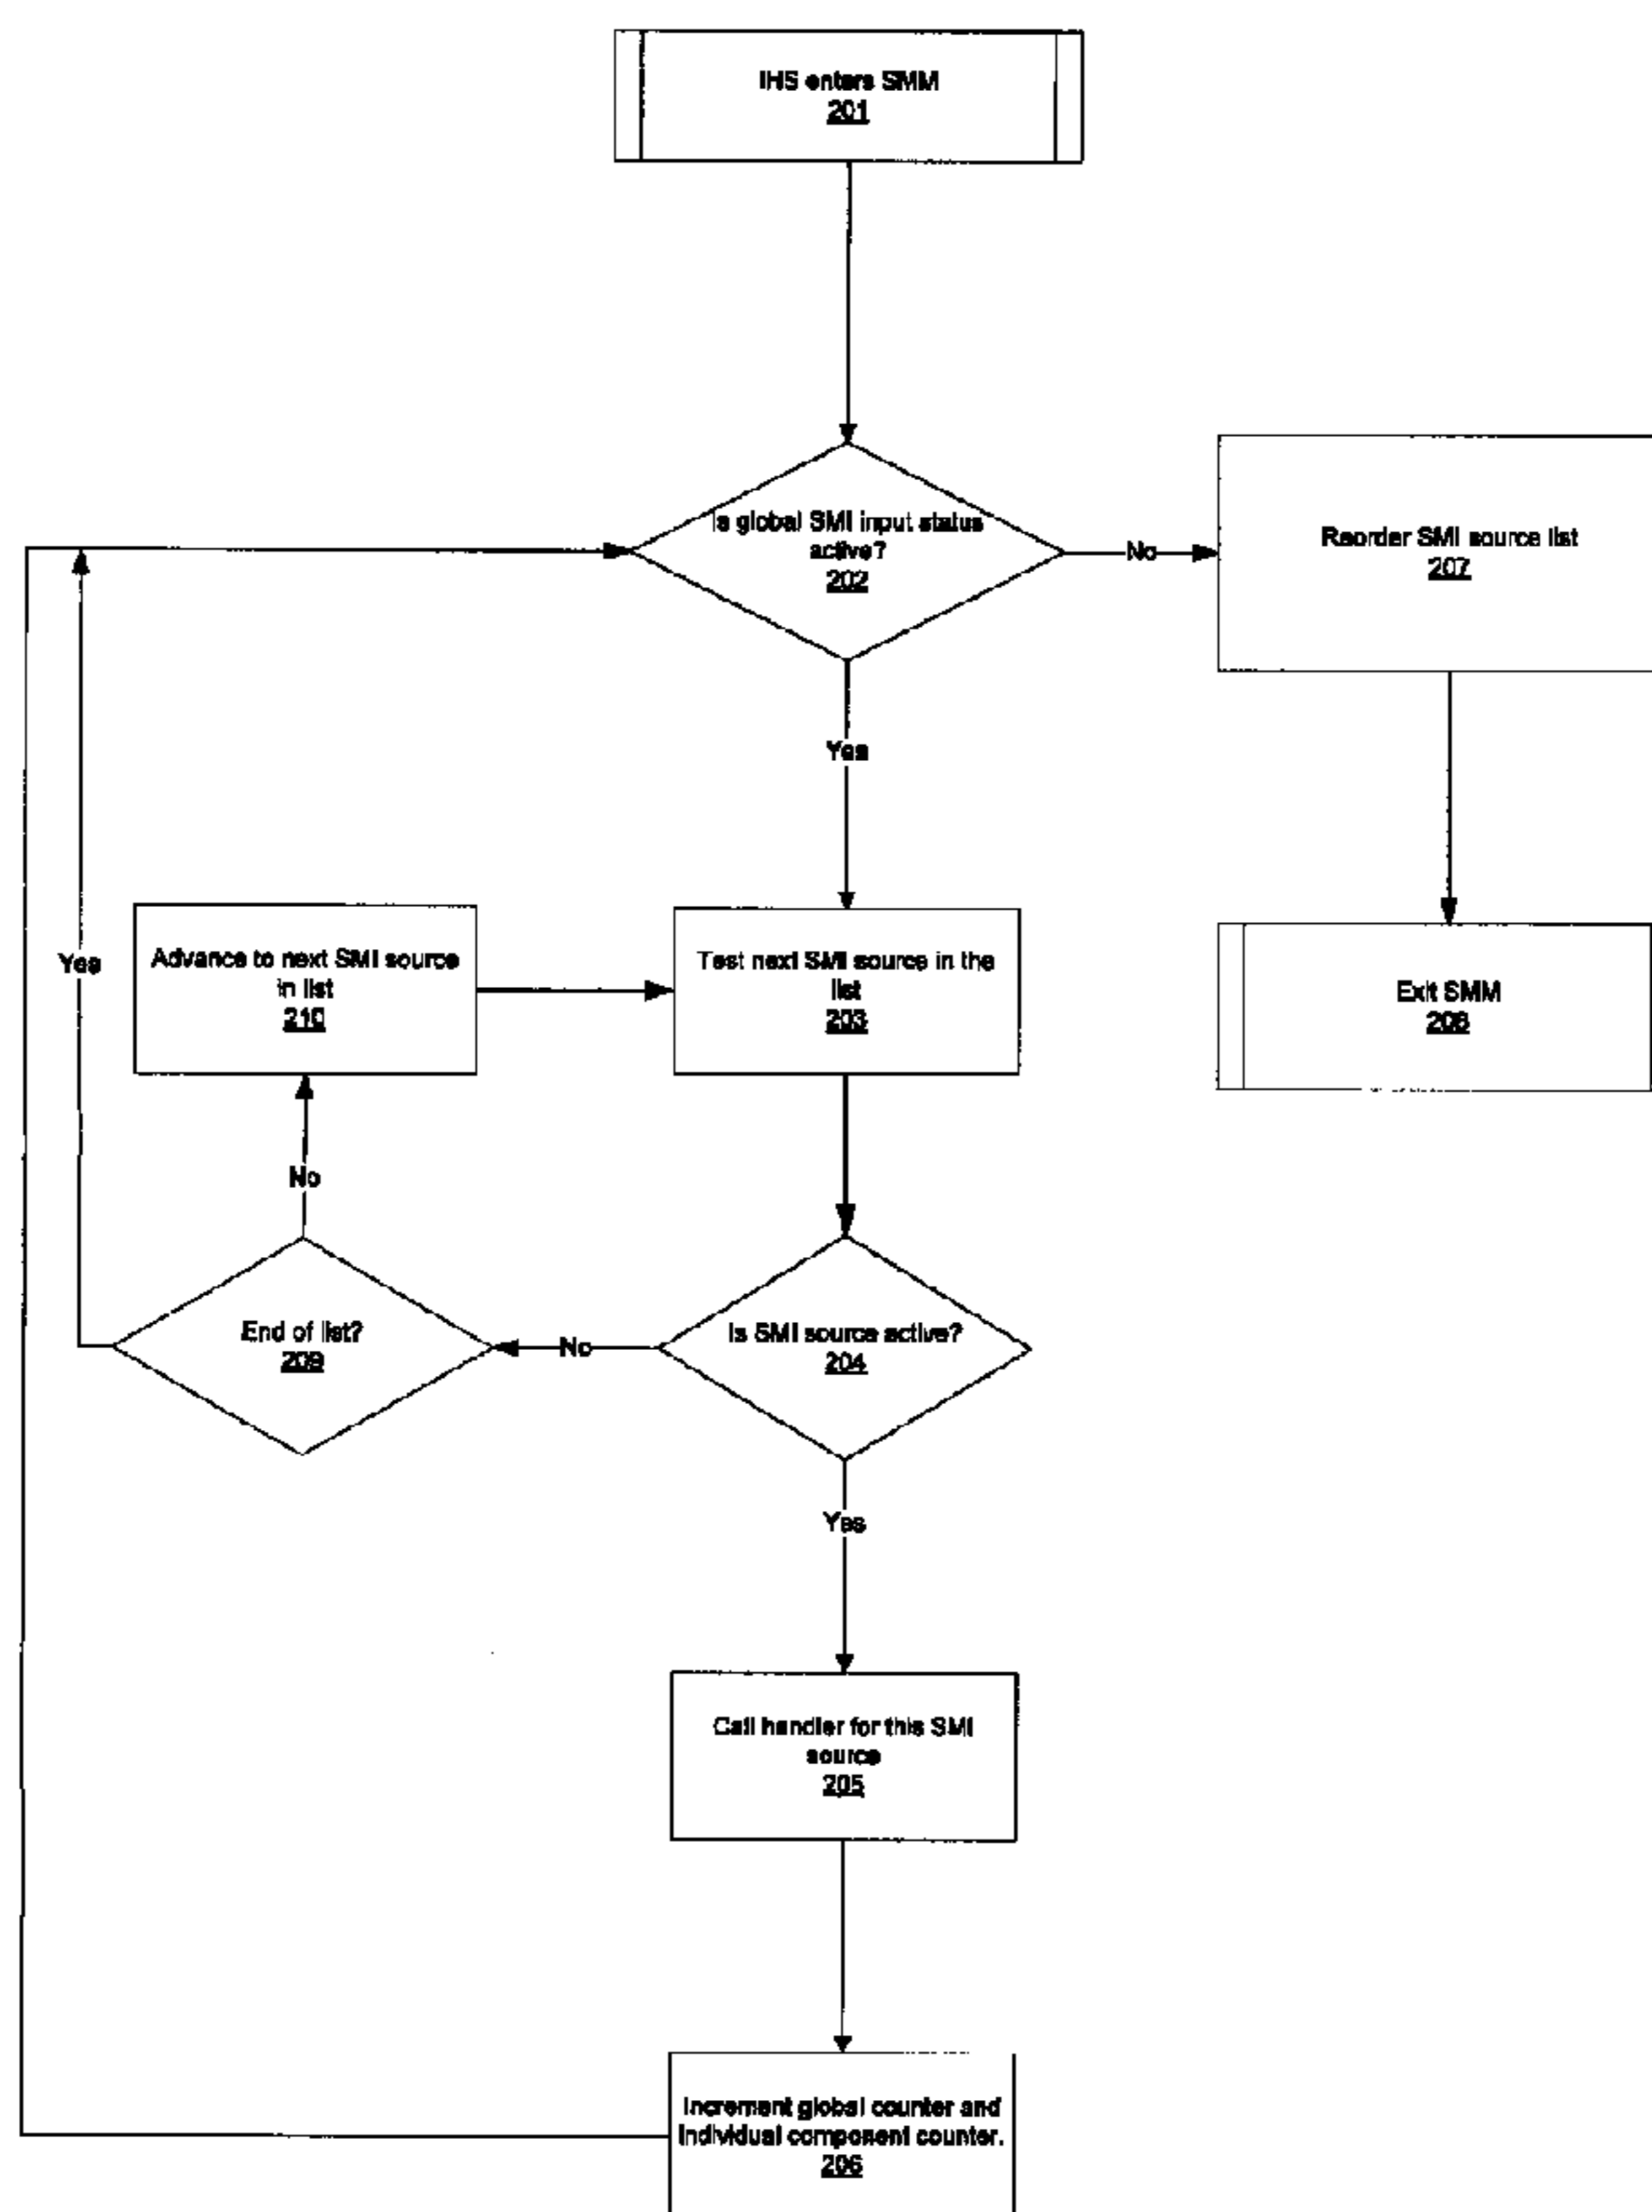 IHS enters SMM
201
Is global SMI input status
active?
202
No
Reorder SMI source list
207
Yes
Yes
Advance to next SMI source
in list
210
Test next SMI source in the
list
203
Exit SMM
208
No
End of list?
209
No
Is SMI source active?
204
Yes
Call handler for this SMI
source
205
Increment global counter and
individual component counter.
206